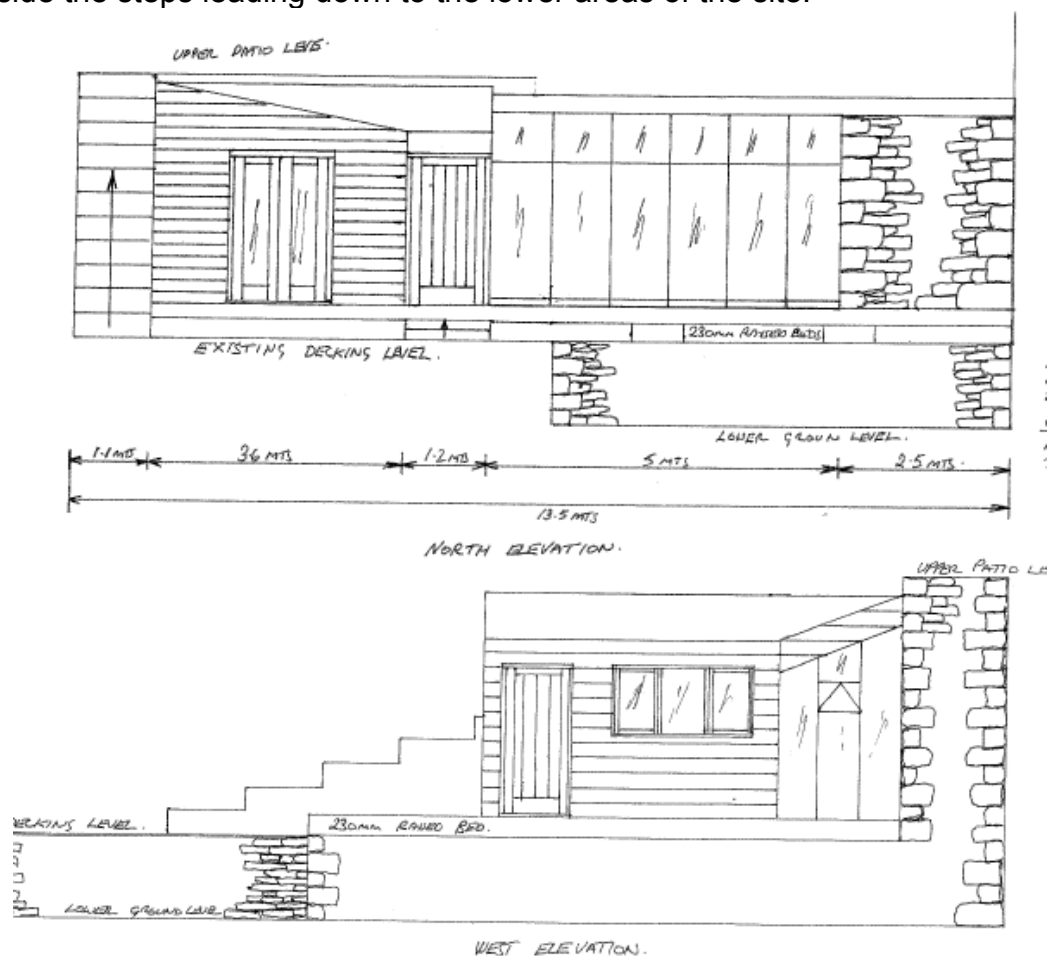 side the steps leading down to the lower areas of the site.
UPPER PATIO LEVE.
230mm RAISED BEDS
EXISTING DECKING LEVEL.
LOWER GROUN LEVEL.
1.1 MTS 3.6 MTS 1.2 MTS 5 MTS 2.5 MTS.
13.5 MTS
NORTH ELEVATION.
UPPER PATIO LE
DECKING LEVEL.
230mm RAISED BED.
LOWER GROUND LEVEL
WEST ELEVATION.